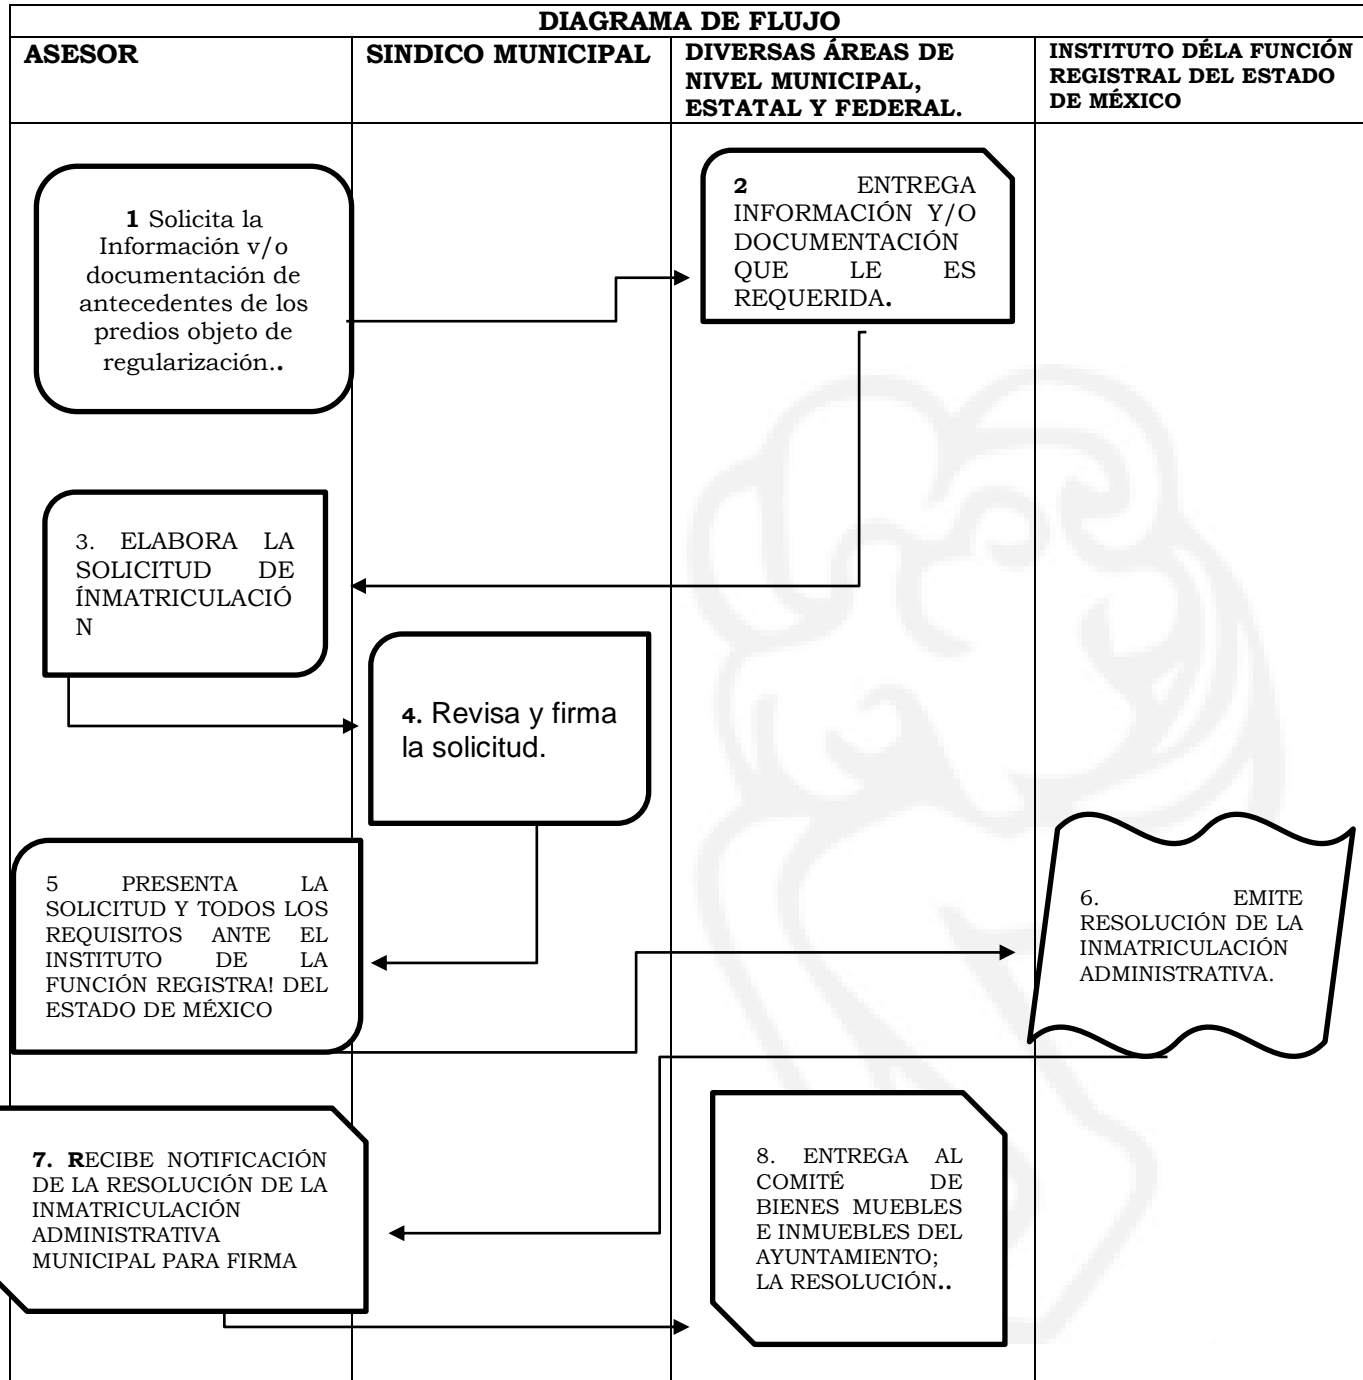 DIAGRAMA DE FLUJO
ASESOR
SINDICO MUNICIPAL
DIVERSAS ÁREAS DE
NIVEL MUNICIPAL,
ESTATAL Y FEDERAL.
INSTITUTO DÉLA FUNCIÓN
REGISTRAL DEL ESTADO
DE MÉXICO
1 Solicita la
Información v/o
documentación de
antecedentes de los
predios objeto de
regularización..
2 ENTREGA
INFORMACIÓN Y/O
DOCUMENTACIÓN
QUE LE ES
REQUERIDA.
3. ELABORA LA
SOLICITUD DE
ÍNMATRICULACIÓ
N
4. Revisa y firma
la solicitud.
5 PRESENTA LA
SOLICITUD Y TODOS LOS
REQUISITOS ANTE EL
INSTITUTO DE LA
FUNCIÓN REGISTRA! DEL
ESTADO DE MÉXICO
6. EMITE
RESOLUCIÓN DE LA
INMATRICULACIÓN
ADMINISTRATIVA.
7. RECIBE NOTIFICACIÓN
DE LA RESOLUCIÓN DE LA
INMATRICULACIÓN
ADMINISTRATIVA
MUNICIPAL PARA FIRMA
8. ENTREGA AL
COMITÉ DE
BIENES MUEBLES
E INMUEBLES DEL
AYUNTAMIENTO;
LA RESOLUCIÓN..